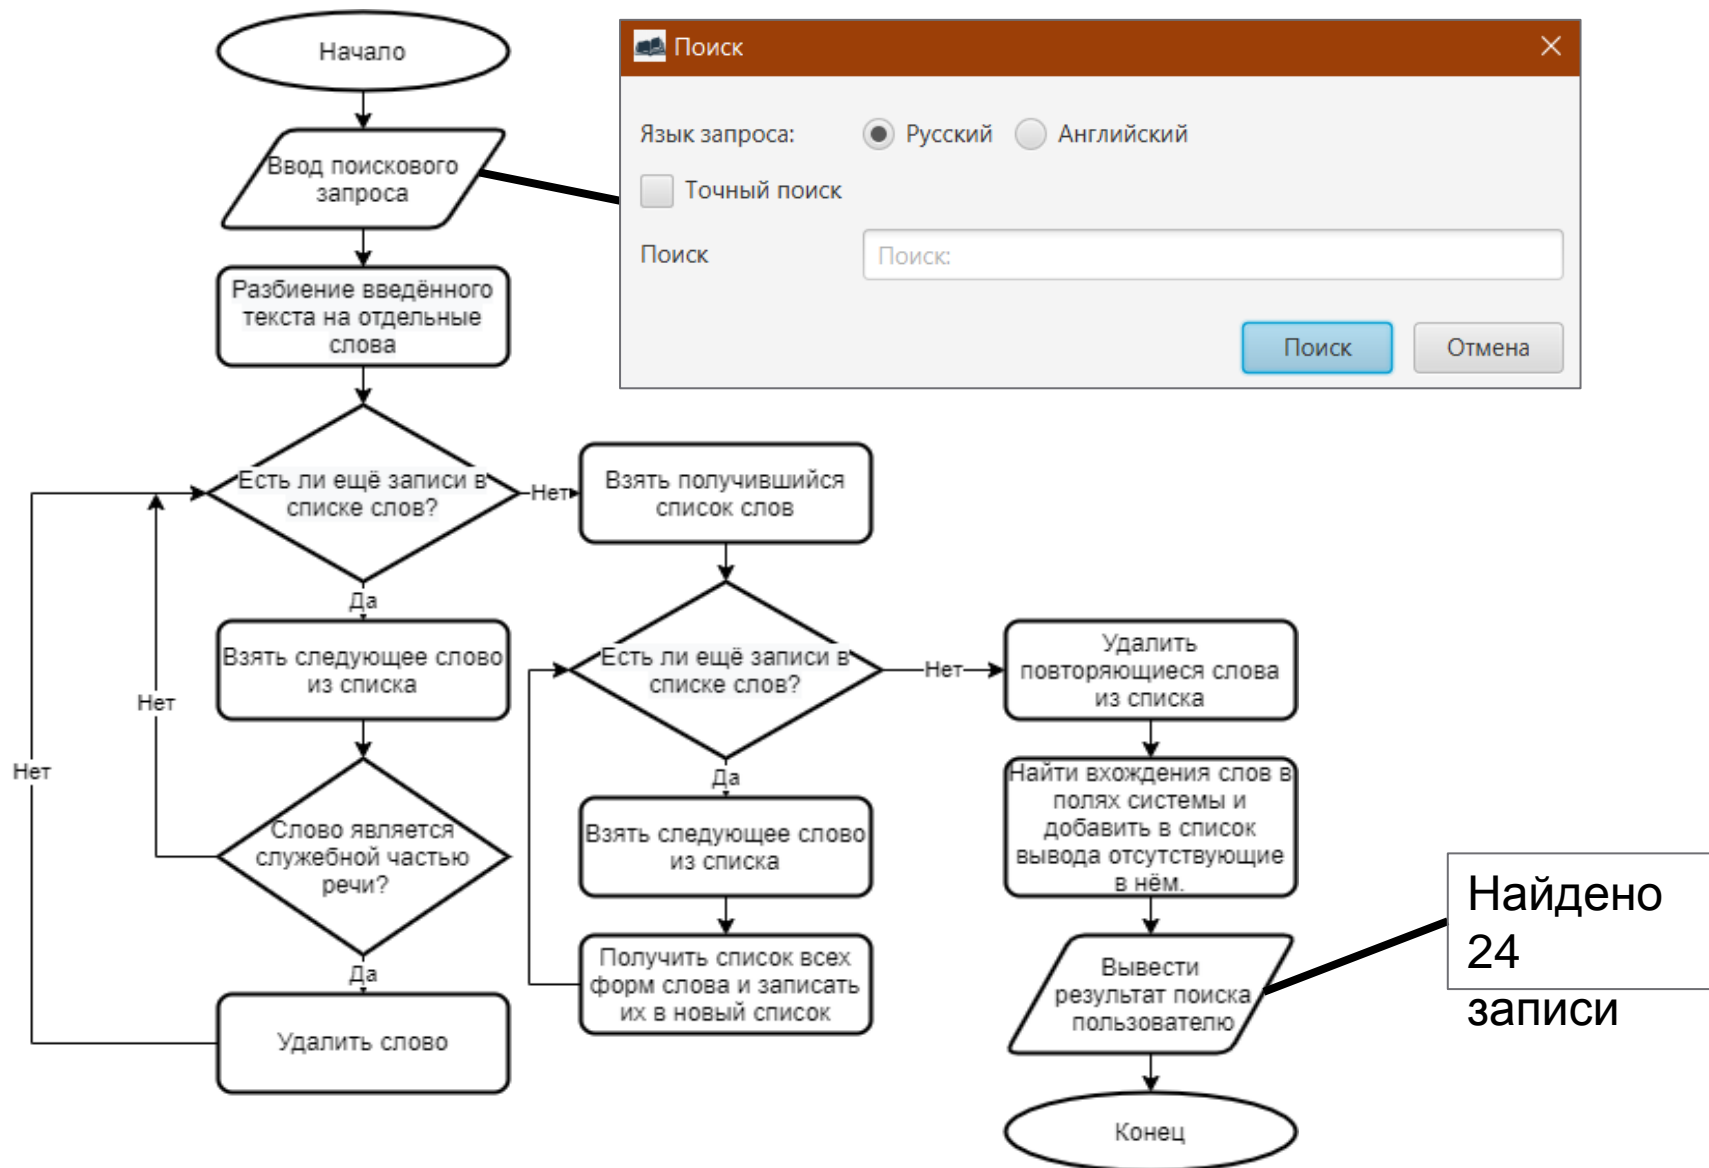 Начало
Ввод поискового
запроса
Разбиение введённого
текста на отдельные
слова
Поиск
Язык запроса:
Русский
Английский
Точный поиск
Поиск
Поиск:
Поиск
Отмена
Есть ли ещё записи в
списке слов?
Нет
Да
Взять следующее слово
из списка
Нет
Нет
Слово является
служебной частью
речи?
Да
Удалить слово
Взять получившийся
список слов
Есть ли ещё записи в
списке слов?
Нет
Да
Взять следующее слово
из списка
Получить список всех
форм слова и записать
их в новый список
Удалить
повторяющиеся слова
из списка
Найти вхождения слов в
полях системы и
добавить в список
вывода отсутствующие
в нём.
Вывести
результат поиска
пользователю
Найдено
24
записи
Конец